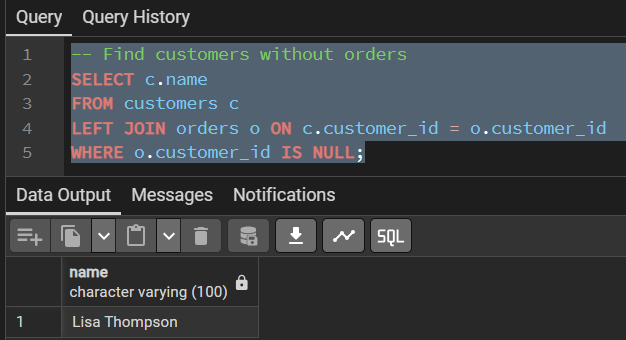 Query Query History
1 -- Find customers without orders
2 SELECT c.name
3 FROM customers c
4 LEFT JOIN orders o ON c.customer_id = o.customer_id
5 WHERE o.customer_id IS NULL;
Data Output Messages Notifications
SQL
name
character varying (100)
1 Lisa Thompson